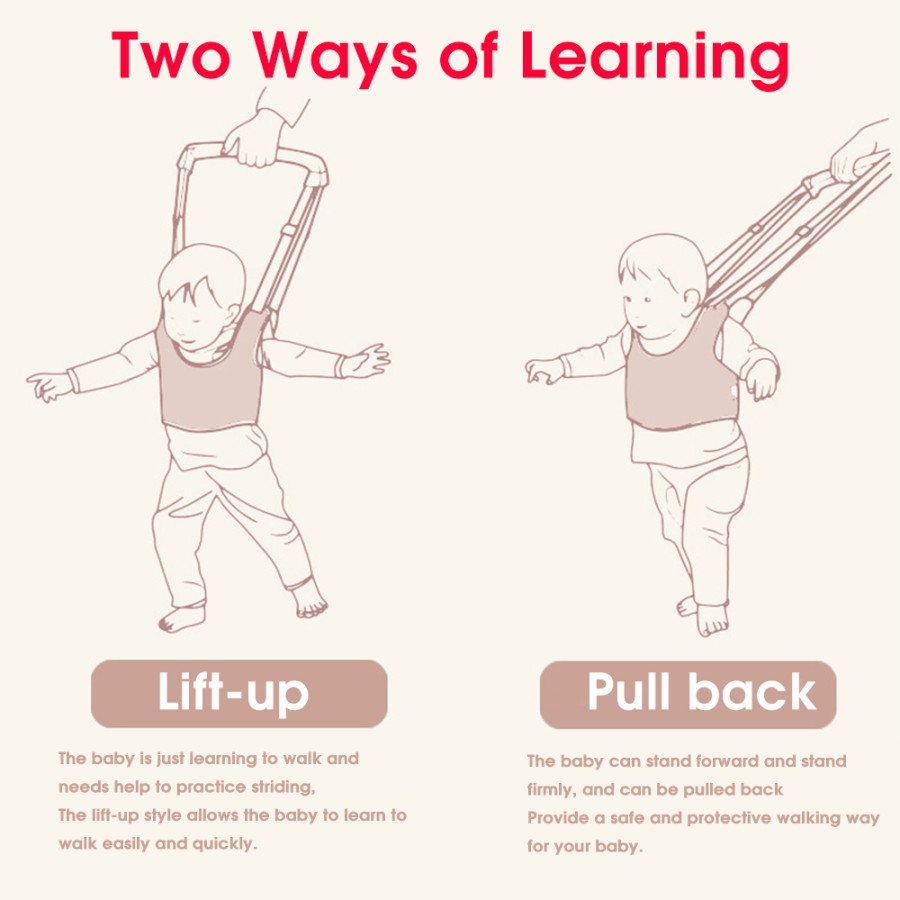 Two Ways of Learning
Lift-up
The baby is just learning to walk and
needs help to practice striding,
The lift-up style allows the baby to learn to
walk easily and quickly.
Pull back
The baby can stand forward and stand
firmly, and can be pulled back
Provide a safe and protective walking way
for your baby.